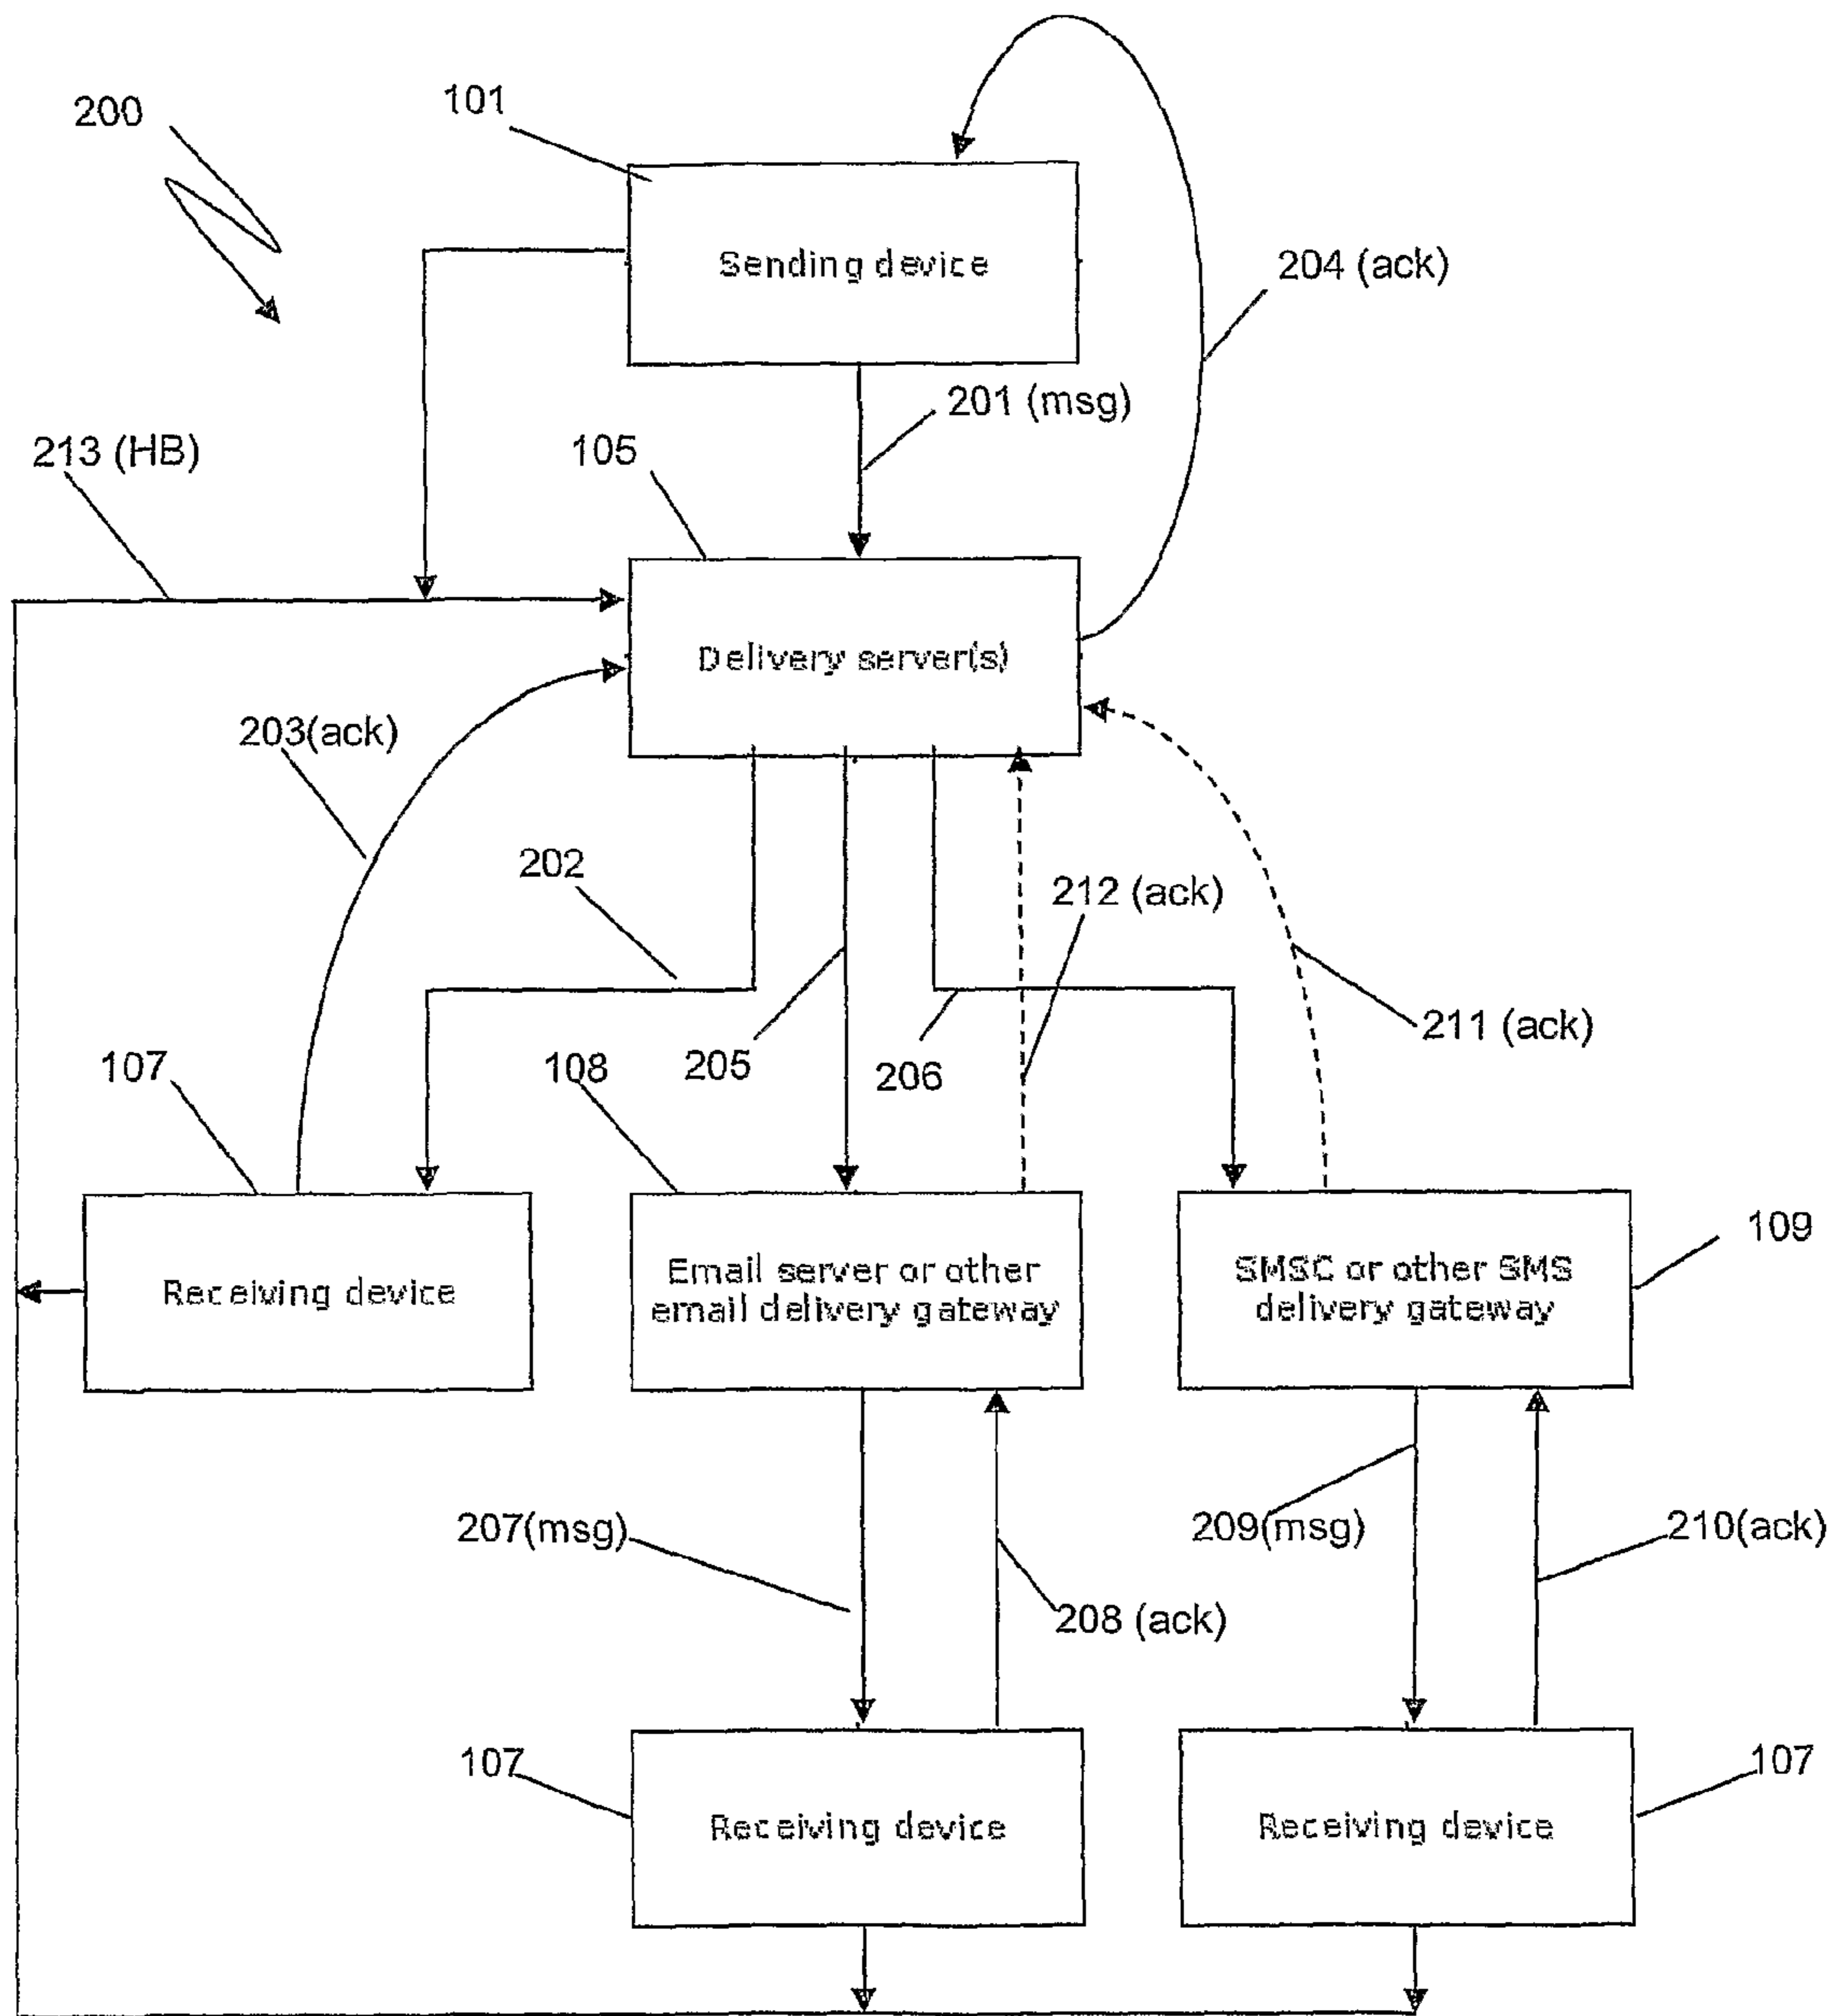 200
101
Sending device
204 (ack)
201 (msg)
213 (HB)
105
Delivery server(s)
203(ack)
202
212 (ack)
211 (ack)
205
206
107
108
109
Receiving device
Email server or other
email delivery gateway
SMSC or other SMS
delivery gateway
207(msg)
209(msg)
210(ack)
208 (ack)
107
107
Receiving device
Receiving device